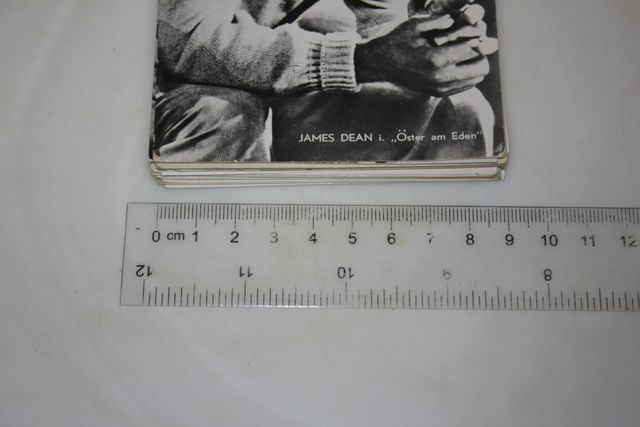 JAMES DEAN i. „Öster am Eden"
0 cm 1 2 3 4 5 6 7 8 9 10 11 12
12 11 10 9 8